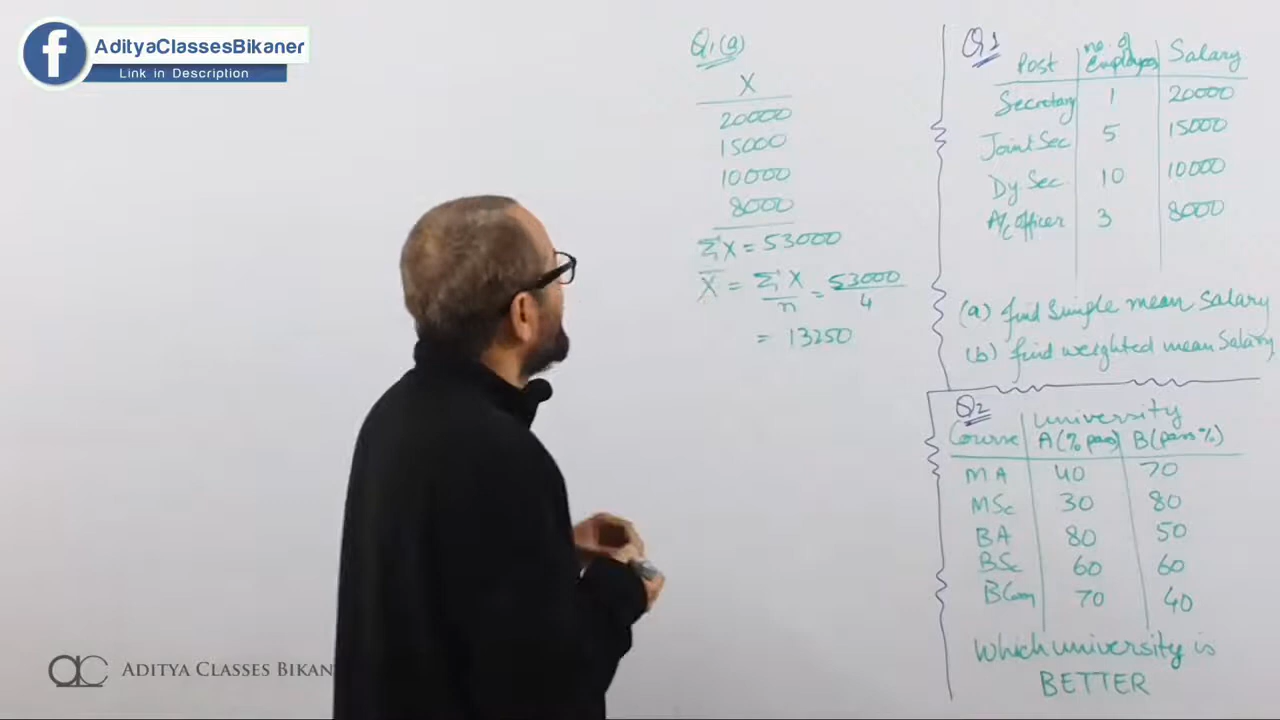 AdityaClassesBikaner
Link in Description
Q1(a)
X
20000
15000
10000
8000
ΣX = 53000
X̄ = ΣX/n = 53000/4
= 13250
Q1
Post | no. of Employees | Salary
Secretary 1 20000
Joint Sec 5 15000
Dy. Sec 10 10000
A/c officer 3 8000
(a) find Simple mean Salary
(b) find weighted mean Salary
Q2
University
Course A (% pass) B (pass %)
MA 40 70
MSc 30 80
BA 80 50
BSc 60 60
BCom 70 40
Which university is
BETTER
ac ADITYA CLASSES BIKAN